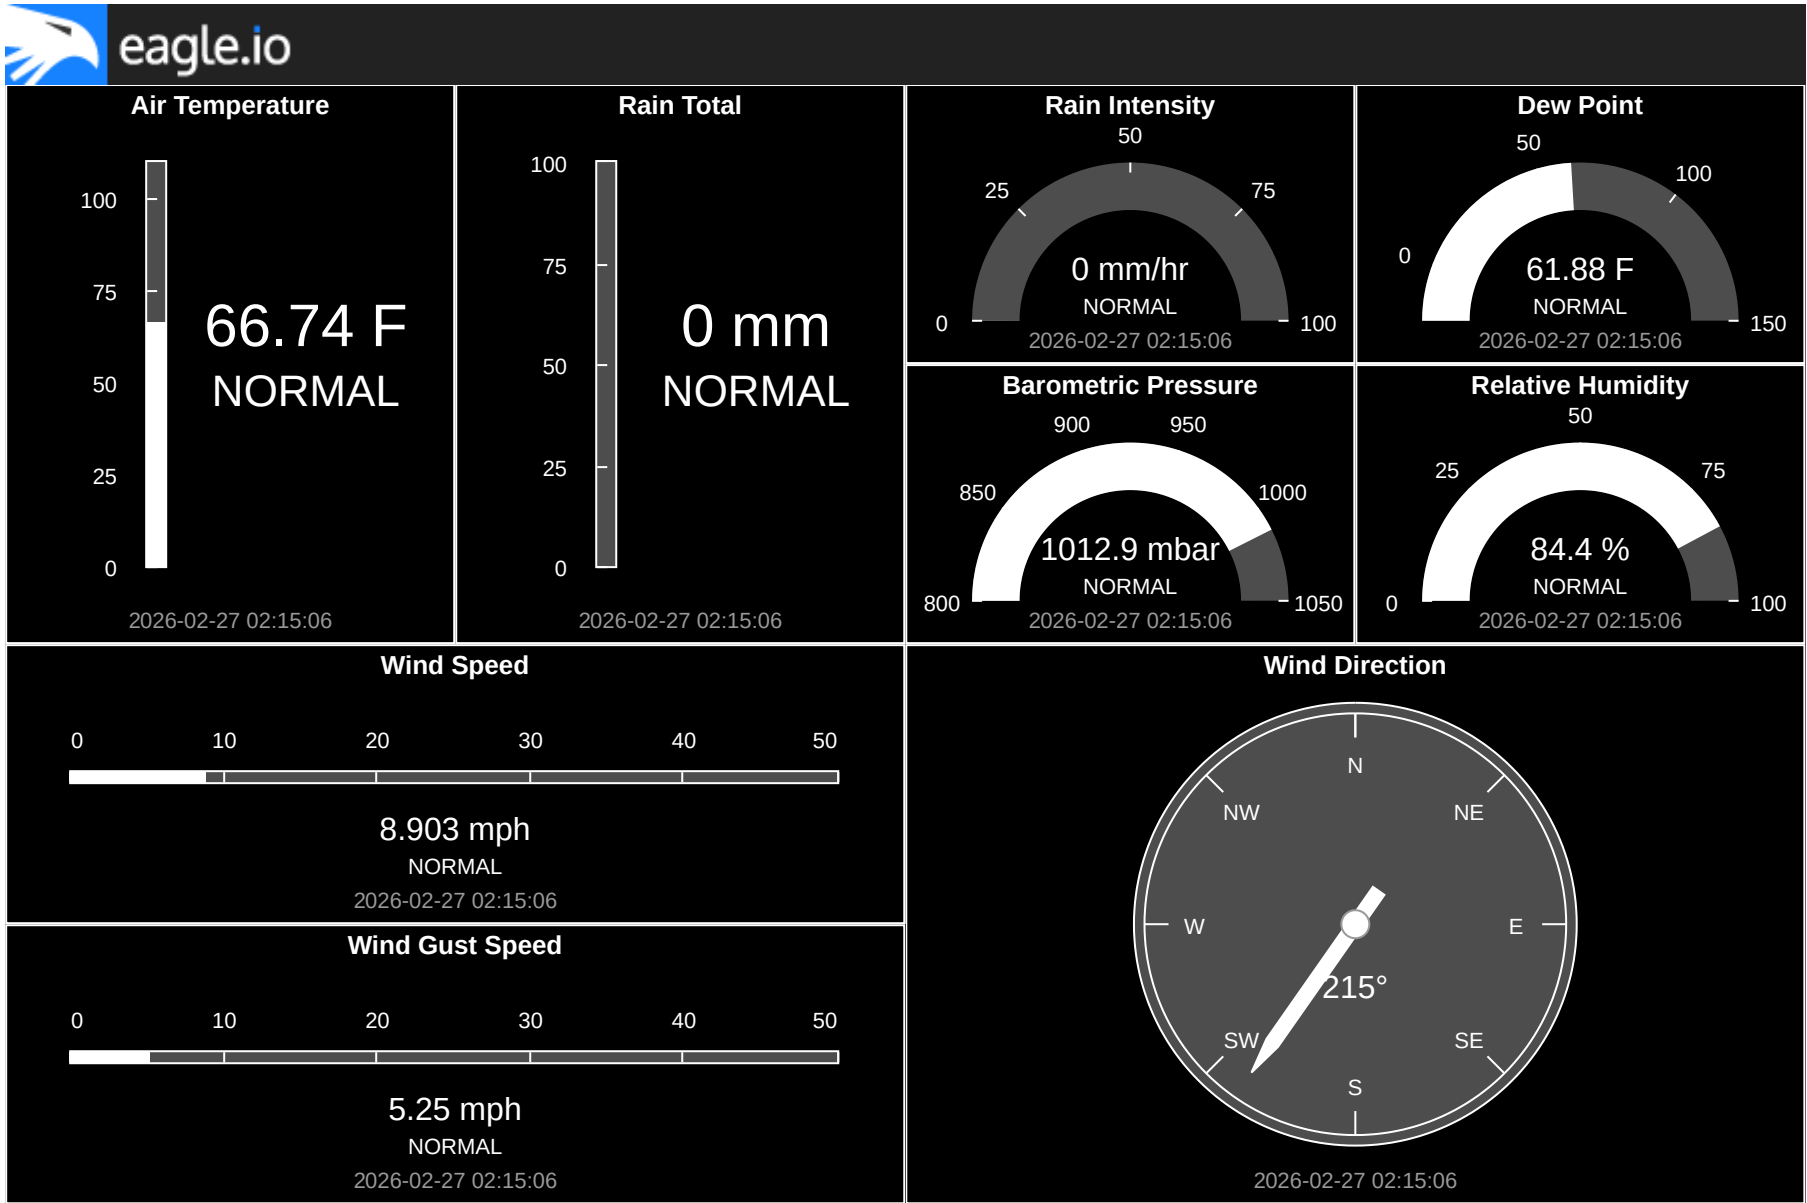 eagle.io
Air Temperature
100
75
50
25
0
66.74 F
NORMAL
2026-02-27 02:15:06
Rain Total
100
75
50
25
0
0 mm
NORMAL
2026-02-27 02:15:06
Rain Intensity
0
25
50
75
100
0 mm/hr
NORMAL
2026-02-27 02:15:06
Dew Point
0
50
100
150
61.88 F
NORMAL
2026-02-27 02:15:06
Barometric Pressure
800
850
900
950
1000
1050
1012.9 mbar
NORMAL
2026-02-27 02:15:06
Relative Humidity
0
25
50
75
100
84.4 %
NORMAL
2026-02-27 02:15:06
Wind Speed
0 10 20 30 40 50
8.903 mph
NORMAL
2026-02-27 02:15:06
Wind Gust Speed
0 10 20 30 40 50
5.25 mph
NORMAL
2026-02-27 02:15:06
Wind Direction
N
NW NE
W E
215°
SW SE
S
2026-02-27 02:15:06